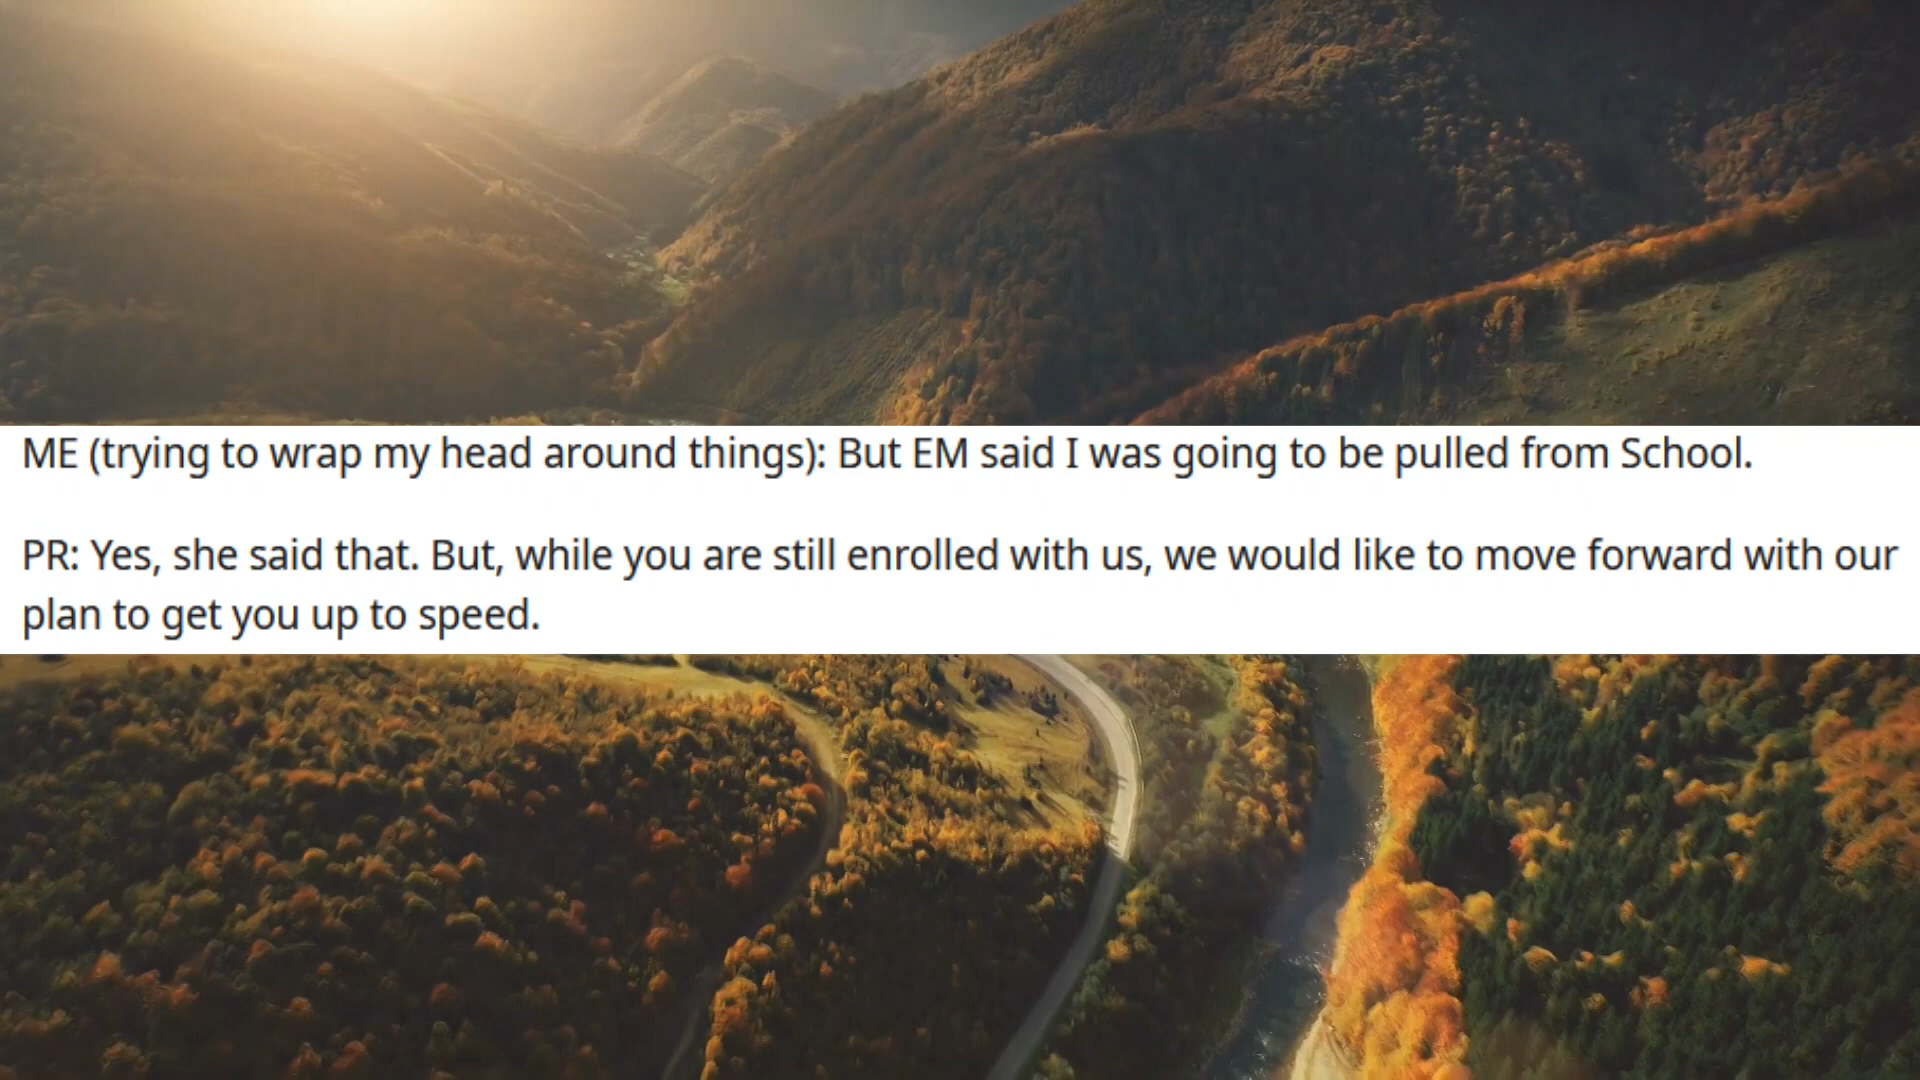 ME (trying to wrap my head around things): But EM said I was going to be pulled from School.
PR: Yes, she said that. But, while you are still enrolled with us, we would like to move forward with our
plan to get you up to speed.